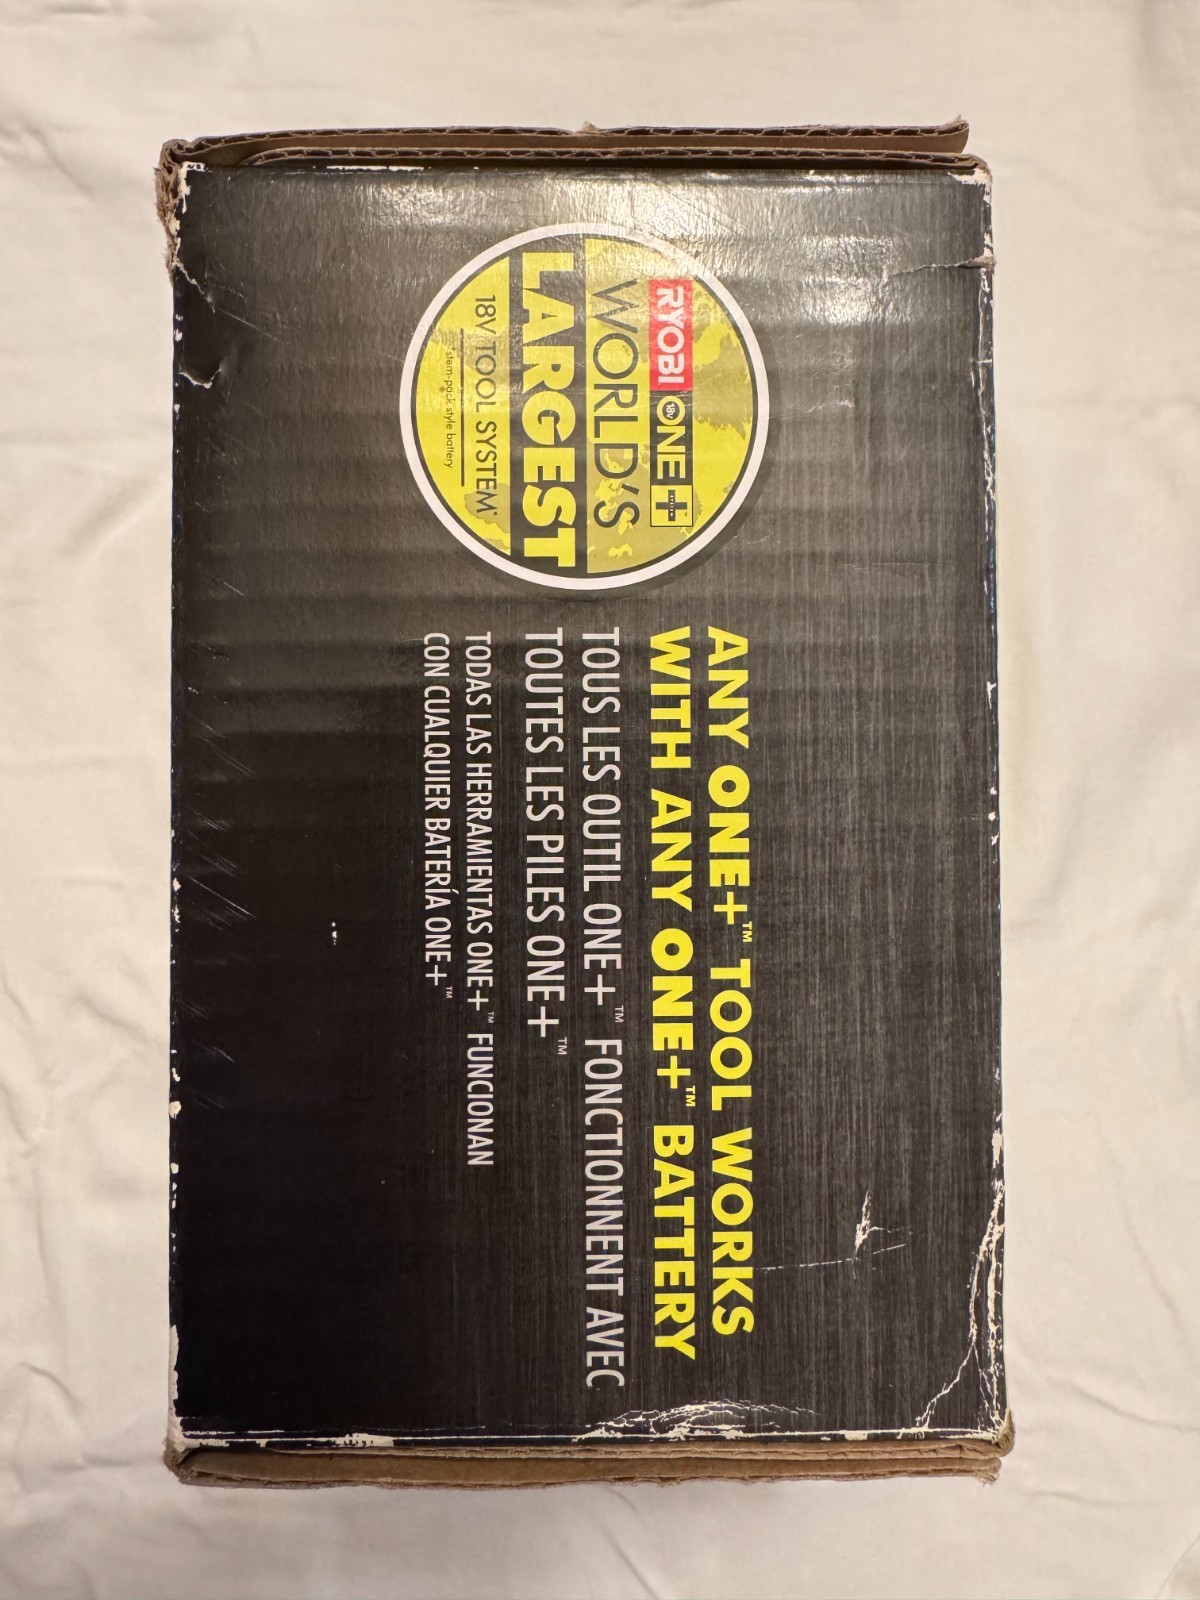 RYOBI ONE+ 18V
WORLD'S
LARGEST
18V TOOL SYSTEM*
*stem-pack style battery
ANY ONE+™ TOOL WORKS
WITH ANY ONE+™ BATTERY
TOUS LES OUTIL ONE+™ FONCTIONNENT AVEC
TOUTES LES PILES ONE+™
TODAS LAS HERRAMIENTAS ONE+™ FUNCIONAN
CON CUALQUIER BATERÍA ONE+™